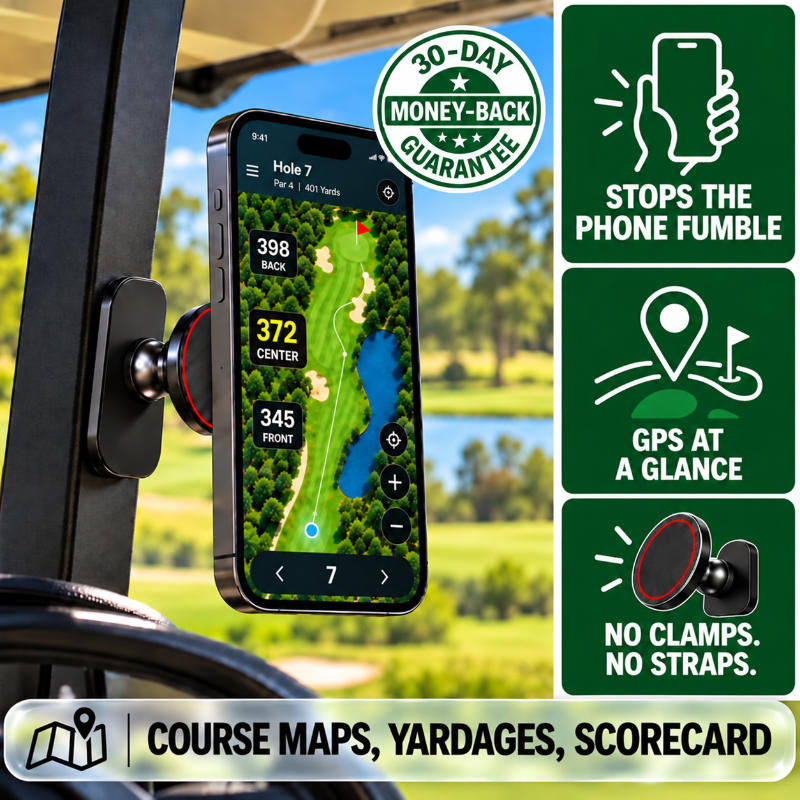 30-DAY
MONEY-BACK
GUARANTEE
9:41
Hole 7
Par 4 | 401 Yards
398
BACK
372
CENTER
345
FRONT
7
STOPS THE
PHONE FUMBLE
GPS AT
A GLANCE
NO CLAMPS.
NO STRAPS.
COURSE MAPS, YARDAGES, SCORECARD